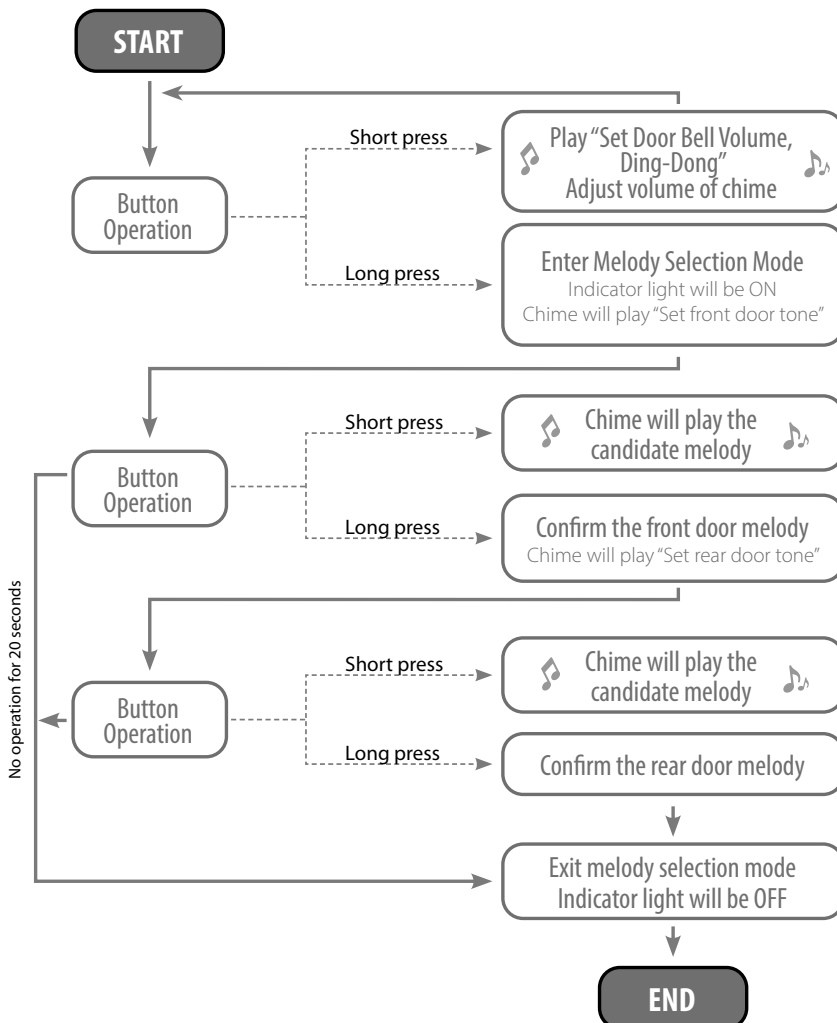 START
Short press
Play “Set Door Bell Volume,
Ding-Dong”
Adjust volume of chime
Button
Operation
Long press
Enter Melody Selection Mode
Indicator light will be ON
Chime will play “Set front door tone”
Short press
Chime will play the
candidate melody
Button
Operation
Long press
Confirm the front door melody
Chime will play “Set rear door tone”
No operation for 20 seconds
Short press
Chime will play the
candidate melody
Button
Operation
Long press
Confirm the rear door melody
Exit melody selection mode
Indicator light will be OFF
END